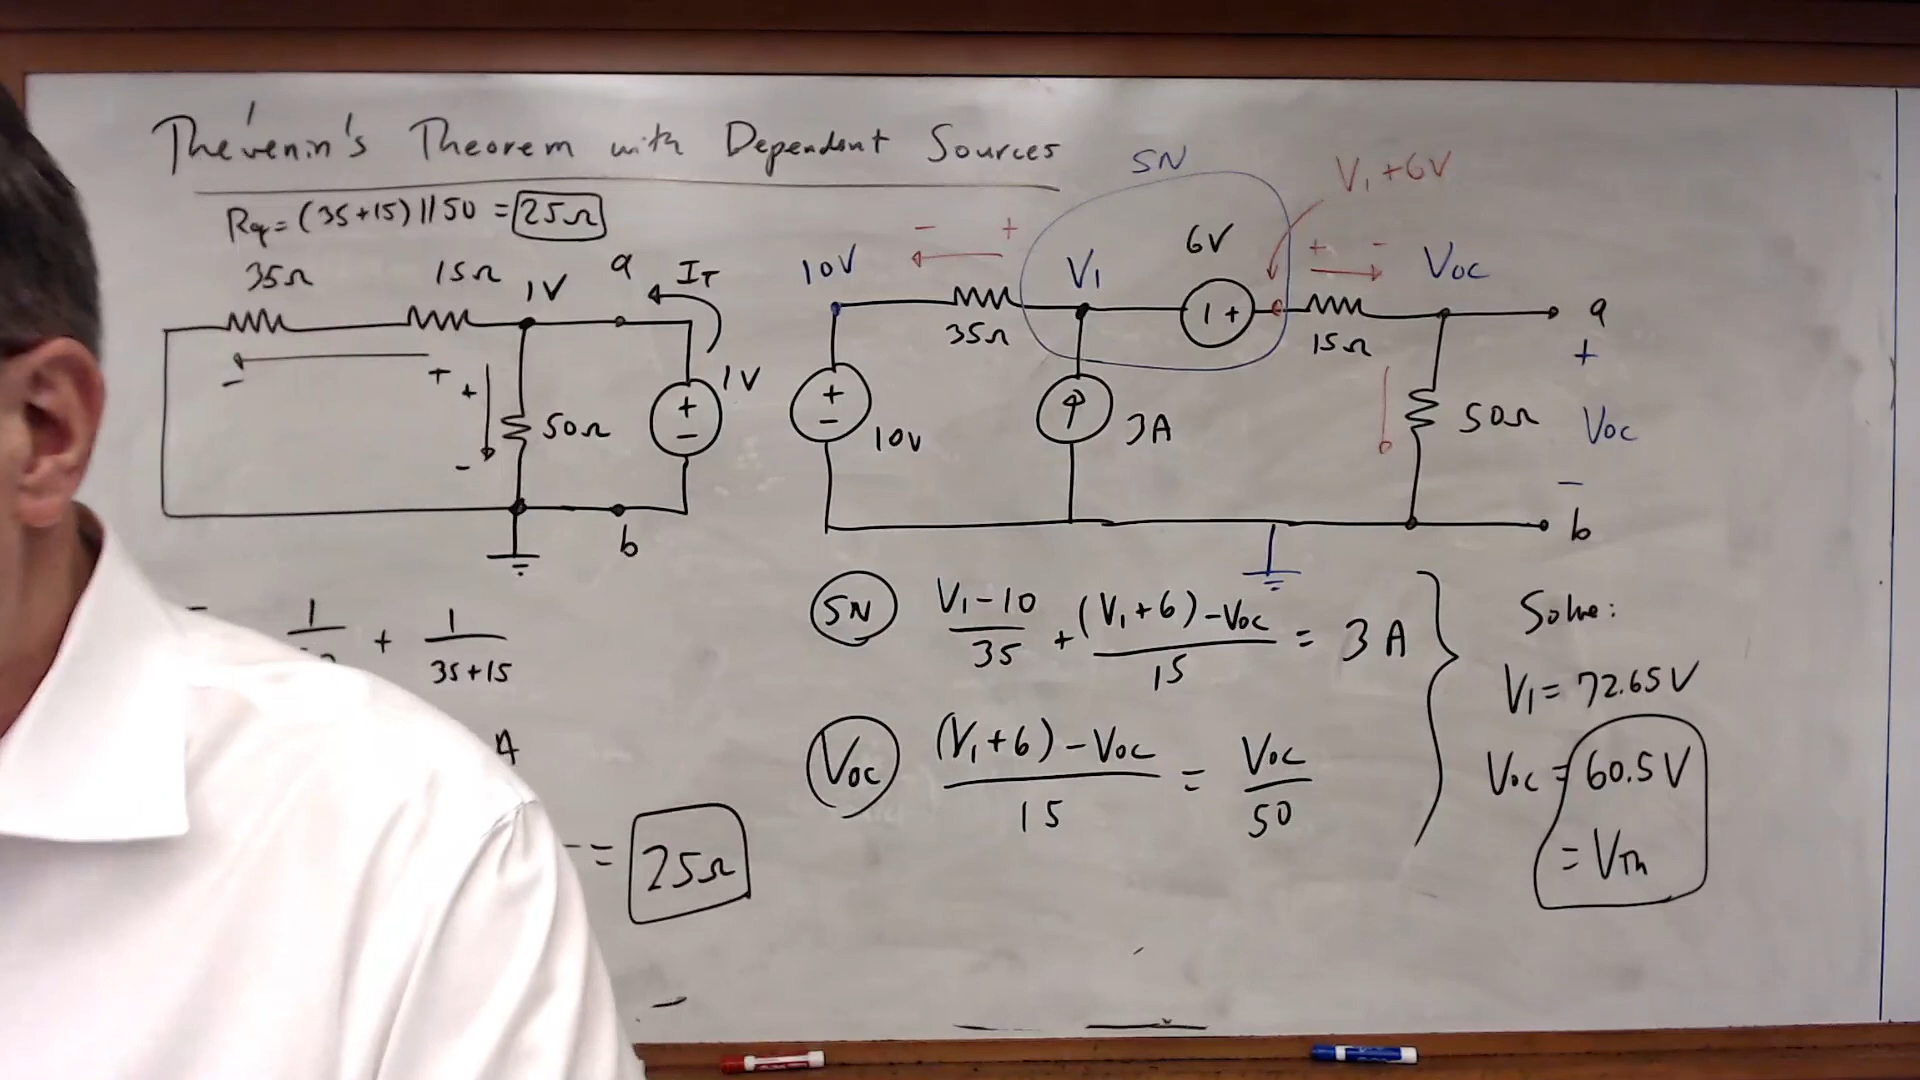 Thévenin's Theorem with Dependent Sources
Req = (35+15) || 50 = 25Ω
35Ω
15Ω
1V
a
IT
- +
+
-
50Ω
+
-
1V
b
1
+
1
35+15
A
= 25Ω
SN
V1+6V
- +
10V
V1
6V
+ -
VOC
35Ω
- +
15Ω
a
+
-
10V
3A
50Ω
+
VOC
-
b
SN
V1-10
35
+
(V1+6)-VOC
15
= 3A
VOC
(V1+6)-VOC
15
=
VOC
50
Solve:
V1 = 72.65V
VOC = 60.5V
= VTh